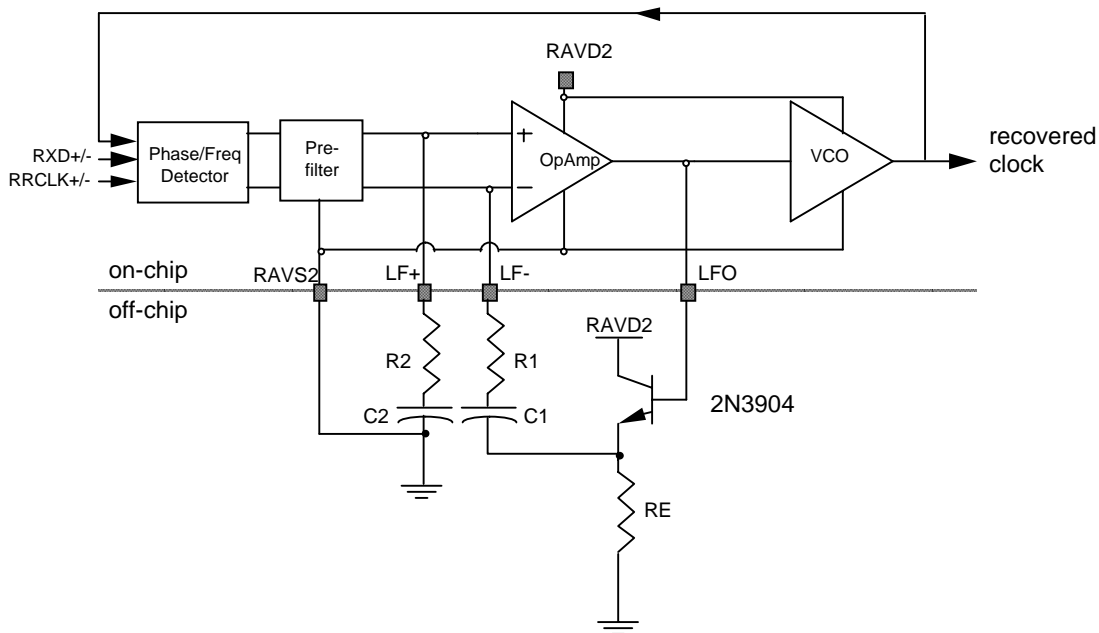 RAVD2
RXD+/-
RRCLK+/-
Phase/Freq
Detector
Pre-
filter
+
−
OpAmp
VCO
recovered
clock
on-chip
RAVS2
LF+
LF-
LFO
off-chip
RAVD2
R2
R1
2N3904
C2
C1
RE